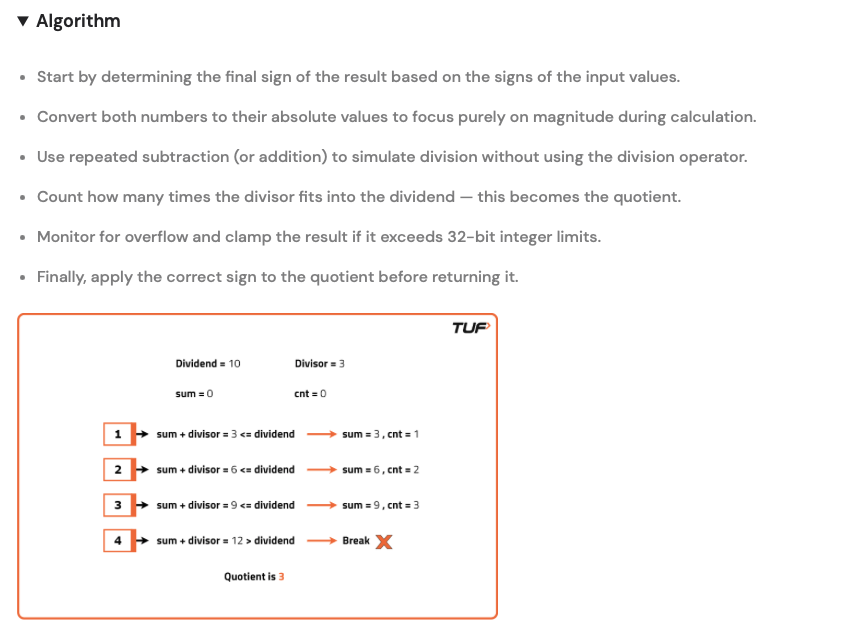 Algorithm
Start by determining the final sign of the result based on the signs of the input values.
Convert both numbers to their absolute values to focus purely on magnitude during calculation.
Use repeated subtraction (or addition) to simulate division without using the division operator.
Count how many times the divisor fits into the dividend — this becomes the quotient.
Monitor for overflow and clamp the result if it exceeds 32-bit integer limits.
Finally, apply the correct sign to the quotient before returning it.
TUF
Dividend = 10 Divisor = 3
sum = 0 cnt = 0
1 sum + divisor = 3 <= dividend sum = 3 , cnt = 1
2 sum + divisor = 6 <= dividend sum = 6 , cnt = 2
3 sum + divisor = 9 <= dividend sum = 9 , cnt = 3
4 sum + divisor = 12 > dividend Break
Quotient is 3